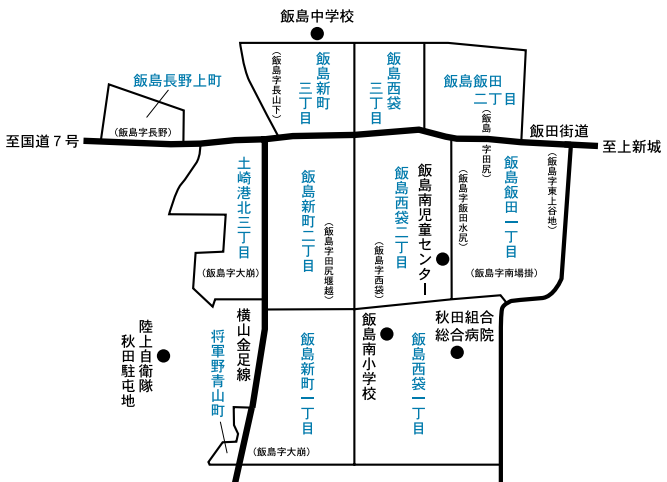 飯島中学校
飯島長野上町
(飯島字長野)
(飯島字長山下)
飯島新町
三丁目
飯島西袋
三丁目
飯島飯田
二丁目
(飯島 字田尻)
飯田街道
至国道７号
至上新城
土崎港北三丁目
(飯島字大崩)
飯島新町二丁目
(飯島字田尻堰越)
飯島西袋二丁目
(飯島字西袋)
飯島南児童センター
(飯島字飯田水尻)
飯島飯田一丁目
(飯島字東上谷地)
(飯島字南場掛)
陸上自衛隊
秋田駐屯地
将軍野青山町
横山金足線
飯島新町一丁目
(飯島字大崩)
飯島南小学校
飯島西袋一丁目
秋田組合
総合病院